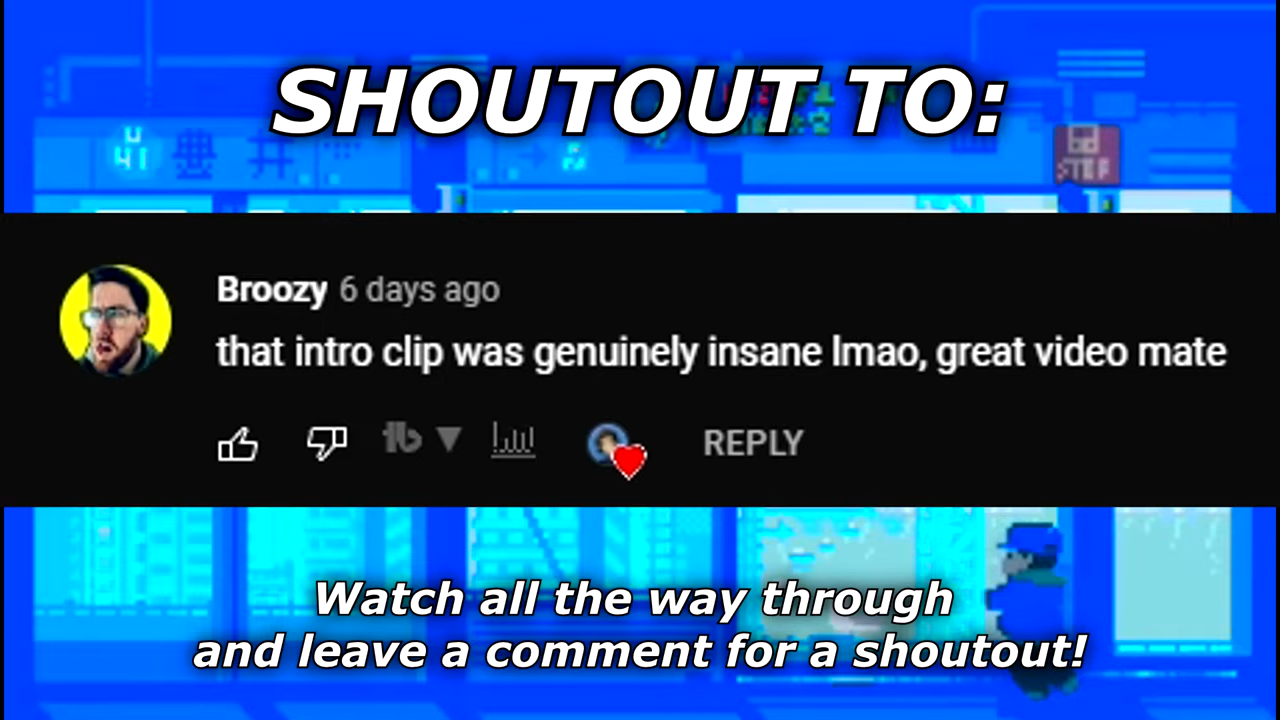 SHOUTOUT TO:
Broozy 6 days ago
that intro clip was genuinely insane lmao, great video mate
REPLY
Watch all the way through
and leave a comment for a shoutout!